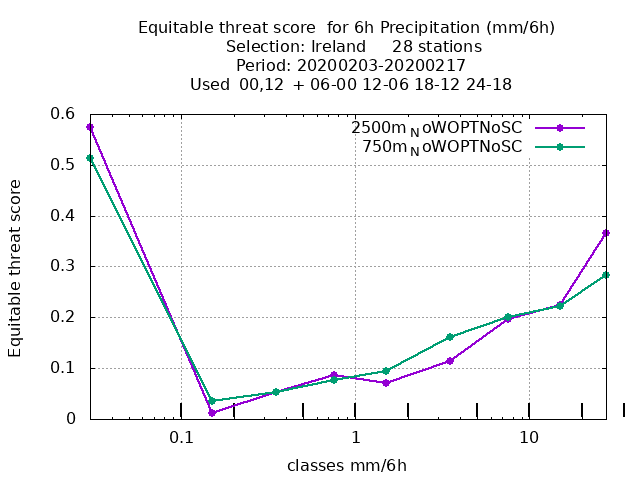 Equitable threat score  for 6h Precipitation (mm/6h)
Selection: Ireland     28 stations
Period: 20200203-20200217
Used  00,12  + 06-00 12-06 18-12 24-18
2500m_NoWOPTNoSC
750m_NoWOPTNoSC
0.6
0.5
0.4
0.3
0.2
0.1
0
Equitable threat score
0.1 1 10
classes mm/6h